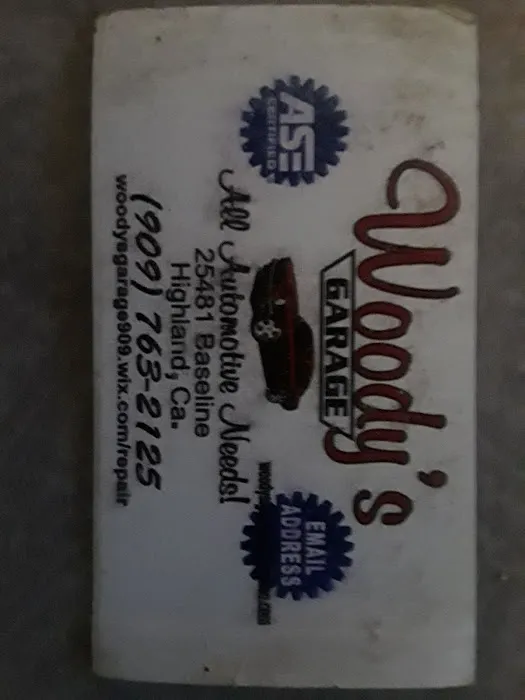 Woody's
GARAGE
ASE
CERTIFIED
EMAIL
ADDRESS
All Automotive Needs!
25481 Baseline
Highland, Ca.
(909) 763-2125
woodysgarage909.wix.com/repair